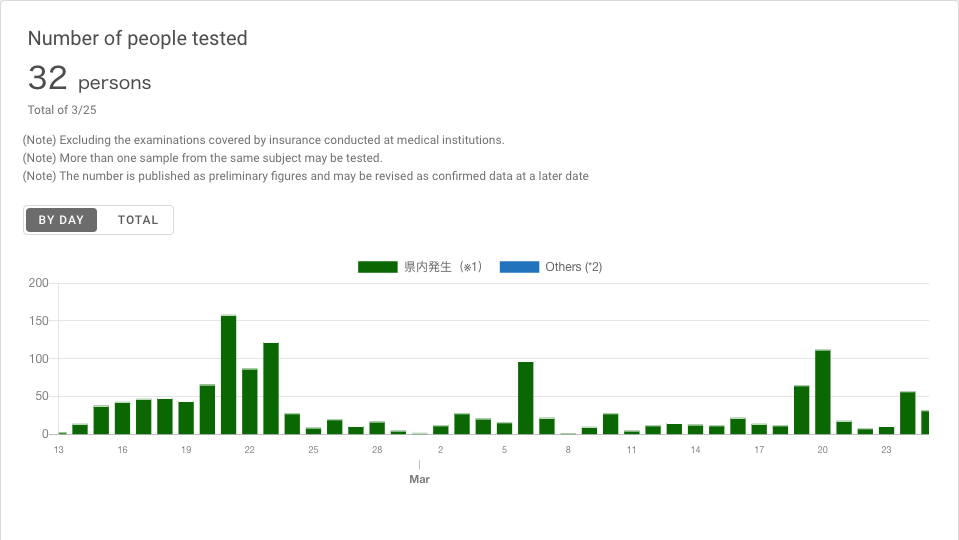 Number of people tested
32 persons
Total of 3/25
(Note) Excluding the examinations covered by insurance conducted at medical institutions.
(Note) More than one sample from the same subject may be tested.
(Note) The number is published as preliminary figures and may be revised as confirmed data at a later date
BY DAY TOTAL
県内発生（※1） Others (*2)
200
150
100
50
0
13 16 19 22 25 28 2 5 8 11 14 17 20 23
Mar